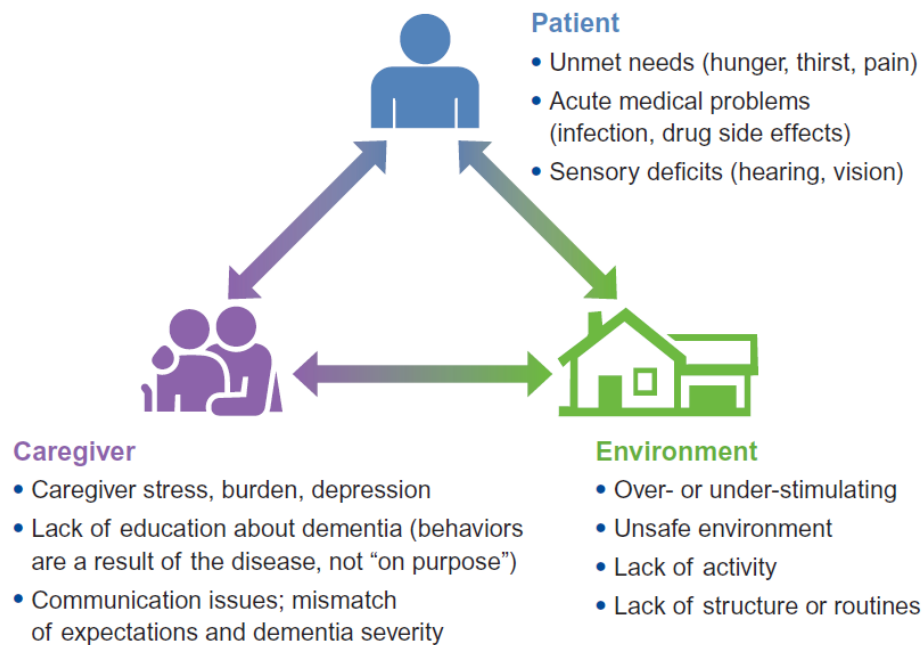 Patient
• Unmet needs (hunger, thirst, pain)
• Acute medical problems
(infection, drug side effects)
• Sensory deficits (hearing, vision)
Caregiver
• Caregiver stress, burden, depression
• Lack of education about dementia (behaviors
are a result of the disease, not “on purpose”)
• Communication issues; mismatch
of expectations and dementia severity
Environment
• Over- or under-stimulating
• Unsafe environment
• Lack of activity
• Lack of structure or routines